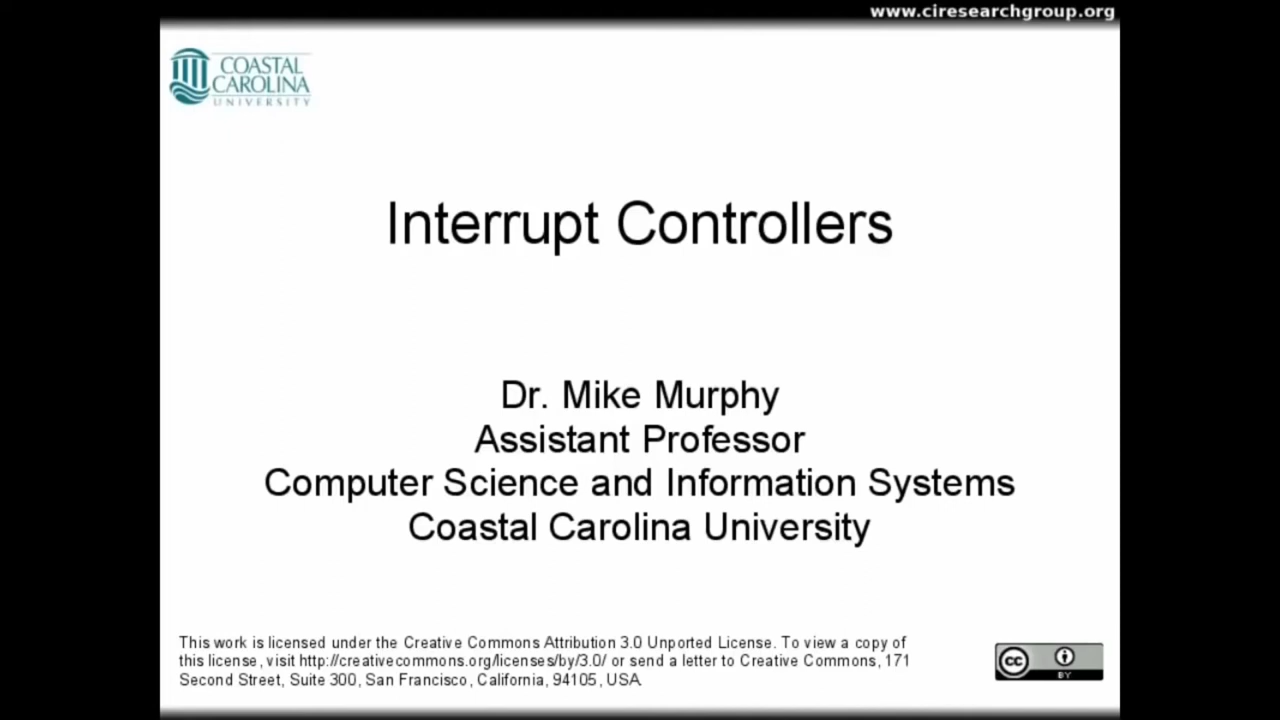 www.ciresearchgroup.org
COASTAL
CAROLINA
UNIVERSITY
Interrupt Controllers
Dr. Mike Murphy
Assistant Professor
Computer Science and Information Systems
Coastal Carolina University
This work is licensed under the Creative Commons Attribution 3.0 Unported License. To view a copy of
this license, visit http://creativecommons.org/licenses/by/3.0/ or send a letter to Creative Commons, 171
Second Street, Suite 300, San Francisco, California, 94105, USA.
cc
BY